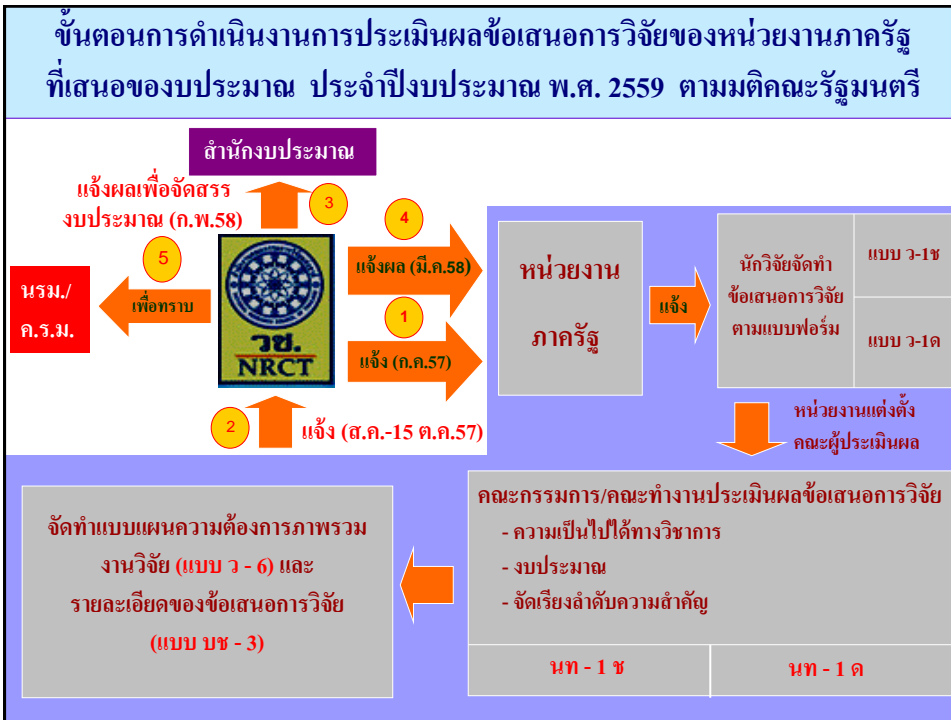 ขั้นตอนการดำเนินงานการประเมินผลข้อเสนอการวิจัยของหน่วยงานภาครัฐ
ที่เสนอของบประมาณ ประจำปีงบประมาณ พ.ศ. 2559 ตามมติคณะรัฐมนตรี
สำนักงบประมาณ
แจ้งผลเพื่อจัดสรร
งบประมาณ (ก.พ.58)
3
4
5
แจ้งผล (มี.ค.58)
นรม./
ค.ร.ม.
เพื่อทราบ
วช.
NRCT
1
แจ้ง (ก.ค.57)
หน่วยงาน
ภาครัฐ
แจ้ง
นักวิจัยจัดทำ
ข้อเสนอการวิจัย
ตามแบบฟอร์ม
แบบ ว-1ช
แบบ ว-1ด
2
แจ้ง (ส.ค.-15 ต.ค.57)
หน่วยงานแต่งตั้ง
คณะผู้ประเมินผล
คณะกรรมการ/คณะทำงานประเมินผลข้อเสนอการวิจัย
- ความเป็นไปได้ทางวิชาการ
- งบประมาณ
- จัดเรียงลำดับความสำคัญ
นท - 1 ช
นท - 1 ด
จัดทำแบบแผนความต้องการภาพรวม
งานวิจัย (แบบ ว - 6) และ
รายละเอียดของข้อเสนอการวิจัย
(แบบ บช - 3)